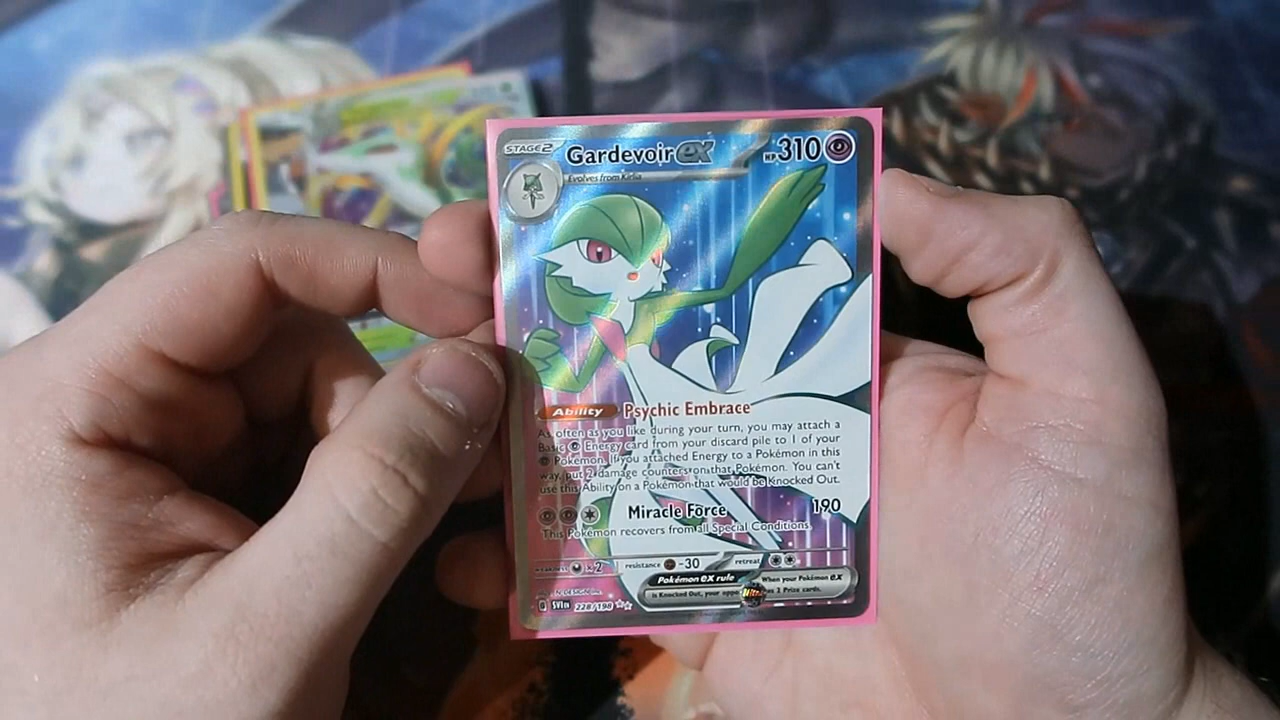 STAGE 2 Gardevoir ex HP 310
Evolves from Kirlia
Ability Psychic Embrace
As often as you like during your turn, you may attach a
Basic Energy card from your discard pile to 1 of your
Pokémon. If you attached Energy to a Pokémon in this
way, put 2 damage counters on that Pokémon. You can't
use this Ability on a Pokémon that would be Knocked Out.
Miracle Force 190
This Pokémon recovers from all Special Conditions.
weakness ×2 resistance -30 retreat
Pokémon ex rule When your Pokémon ex
is Knocked Out, your 2 Prize cards.
G SVI EN 228/198